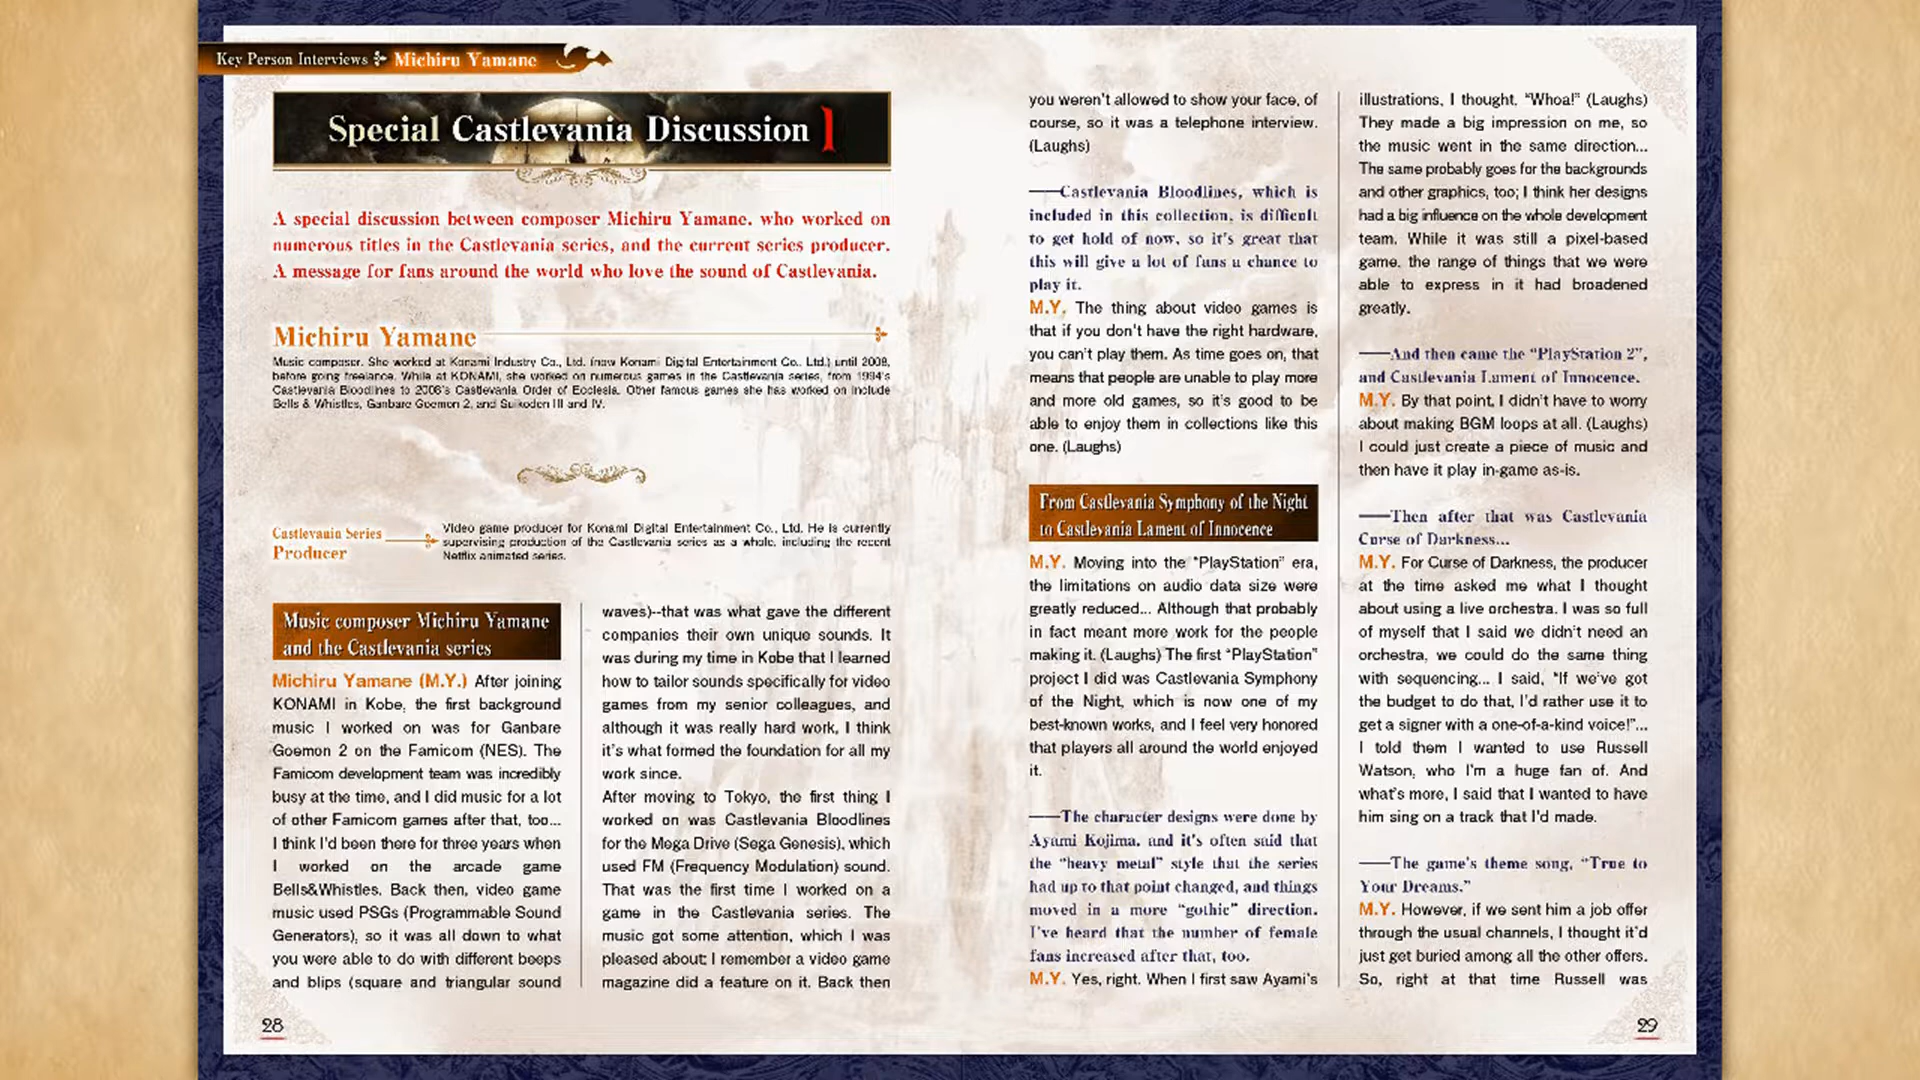 Key Person Interviews Michiru Yamane
Special Castlevania Discussion 1
A special discussion between composer Michiru Yamane, who worked on
numerous titles in the Castlevania series, and the current series producer.
A message for fans around the world who love the sound of Castlevania.
Michiru Yamane
Music composer. She worked at Konami Industry Co., Ltd. (now Konami Digital Entertainment Co., Ltd.) until 2008,
before going freelance. While at KONAMI, she worked on numerous games in the Castlevania series, from 1994's
Castlevania Bloodlines to 2008's Castlevania Order of Ecclesia. Other famous games she has worked on include
Bells & Whistles, Ganbare Goemon 2, and Suikoden III and IV.
Castlevania Series
Producer
Video game producer for Konami Digital Entertainment Co., Ltd. He is currently
supervising production of the Castlevania series as a whole, including the recent
Netflix animated series.
Music composer Michiru Yamane
and the Castlevania series
Michiru Yamane (M.Y.) After joining
KONAMI in Kobe, the first background
music I worked on was for Ganbare
Goemon 2 on the Famicom (NES). The
Famicom development team was incredibly
busy at the time, and I did music for a lot
of other Famicom games after that, too...
I think I'd been there for three years when
I worked on the arcade game
Bells&Whistles. Back then, video game
music used PSGs (Programmable Sound
Generators), so it was all down to what
you were able to do with different beeps
and blips (square and triangular sound
waves)--that was what gave the different
companies their own unique sounds. It
was during my time in Kobe that I learned
how to tailor sounds specifically for video
games from my senior colleagues, and
although it was really hard work, I think
it's what formed the foundation for all my
work since.
After moving to Tokyo, the first thing I
worked on was Castlevania Bloodlines
for the Mega Drive (Sega Genesis), which
used FM (Frequency Modulation) sound.
That was the first time I worked on a
game in the Castlevania series. The
music got some attention, which I was
pleased about; I remember a video game
magazine did a feature on it. Back then
28
you weren't allowed to show your face, of
course, so it was a telephone interview.
(Laughs)
——Castlevania Bloodlines, which is
included in this collection, is difficult
to get hold of now, so it's great that
this will give a lot of fans a chance to
play it.
M.Y. The thing about video games is
that if you don't have the right hardware,
you can't play them. As time goes on, that
means that people are unable to play more
and more old games, so it's good to be
able to enjoy them in collections like this
one. (Laughs)
From Castlevania Symphony of the Night
to Castlevania Lament of Innocence
M.Y. Moving into the "PlayStation" era,
the limitations on audio data size were
greatly reduced... Although that probably
in fact meant more work for the people
making it. (Laughs) The first "PlayStation"
project I did was Castlevania Symphony
of the Night, which is now one of my
best-known works, and I feel very honored
that players all around the world enjoyed
it.
——The character designs were done by
Ayami Kojima, and it's often said that
the "heavy metal" style that the series
had up to that point changed, and things
moved in a more "gothic" direction.
I've heard that the number of female
fans increased after that, too.
M.Y. Yes, right. When I first saw Ayami's
illustrations, I thought, "Whoa!" (Laughs)
They made a big impression on me, so
the music went in the same direction...
The same probably goes for the backgrounds
and other graphics, too; I think her designs
had a big influence on the whole development
team. While it was still a pixel-based
game, the range of things that we were
able to express in it had broadened
greatly.
——And then came the "PlayStation 2",
and Castlevania Lament of Innocence.
M.Y. By that point, I didn't have to worry
about making BGM loops at all. (Laughs)
I could just create a piece of music and
then have it play in-game as-is.
——Then after that was Castlevania
Curse of Darkness...
M.Y. For Curse of Darkness, the producer
at the time asked me what I thought
about using a live orchestra. I was so full
of myself that I said we didn't need an
orchestra, we could do the same thing
with sequencing... I said, "If we've got
the budget to do that, I'd rather use it to
get a signer with a one-of-a-kind voice!"...
I told them I wanted to use Russell
Watson, who I'm a huge fan of. And
what's more, I said that I wanted to have
him sing on a track that I'd made.
——The game's theme song, "True to
Your Dreams."
M.Y. However, if we sent him a job offer
through the usual channels, I thought it'd
just get buried among all the other offers.
So, right at that time Russell was
29